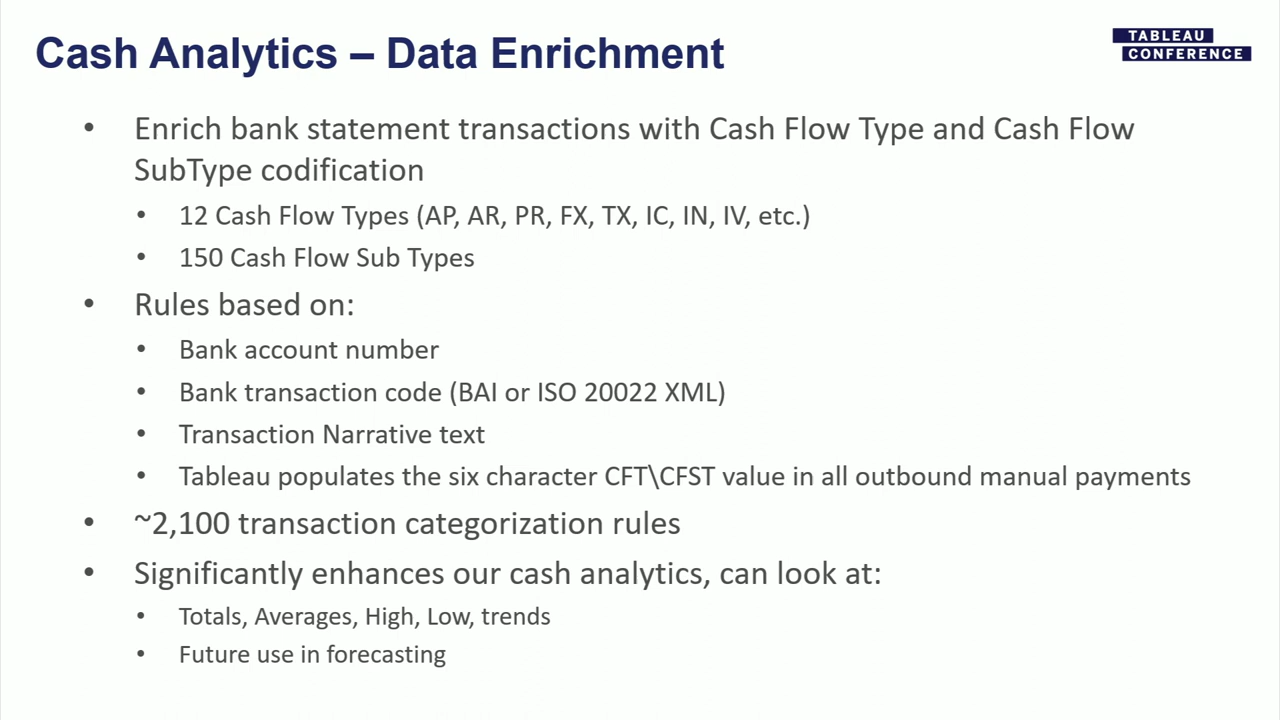 Cash Analytics – Data Enrichment
TABLEAU
CONFERENCE
• Enrich bank statement transactions with Cash Flow Type and Cash Flow
SubType codification
• 12 Cash Flow Types (AP, AR, PR, FX, TX, IC, IN, IV, etc.)
• 150 Cash Flow Sub Types
• Rules based on:
• Bank account number
• Bank transaction code (BAI or ISO 20022 XML)
• Transaction Narrative text
• Tableau populates the six character CFT\CFST value in all outbound manual payments
• ~2,100 transaction categorization rules
• Significantly enhances our cash analytics, can look at:
• Totals, Averages, High, Low, trends
• Future use in forecasting